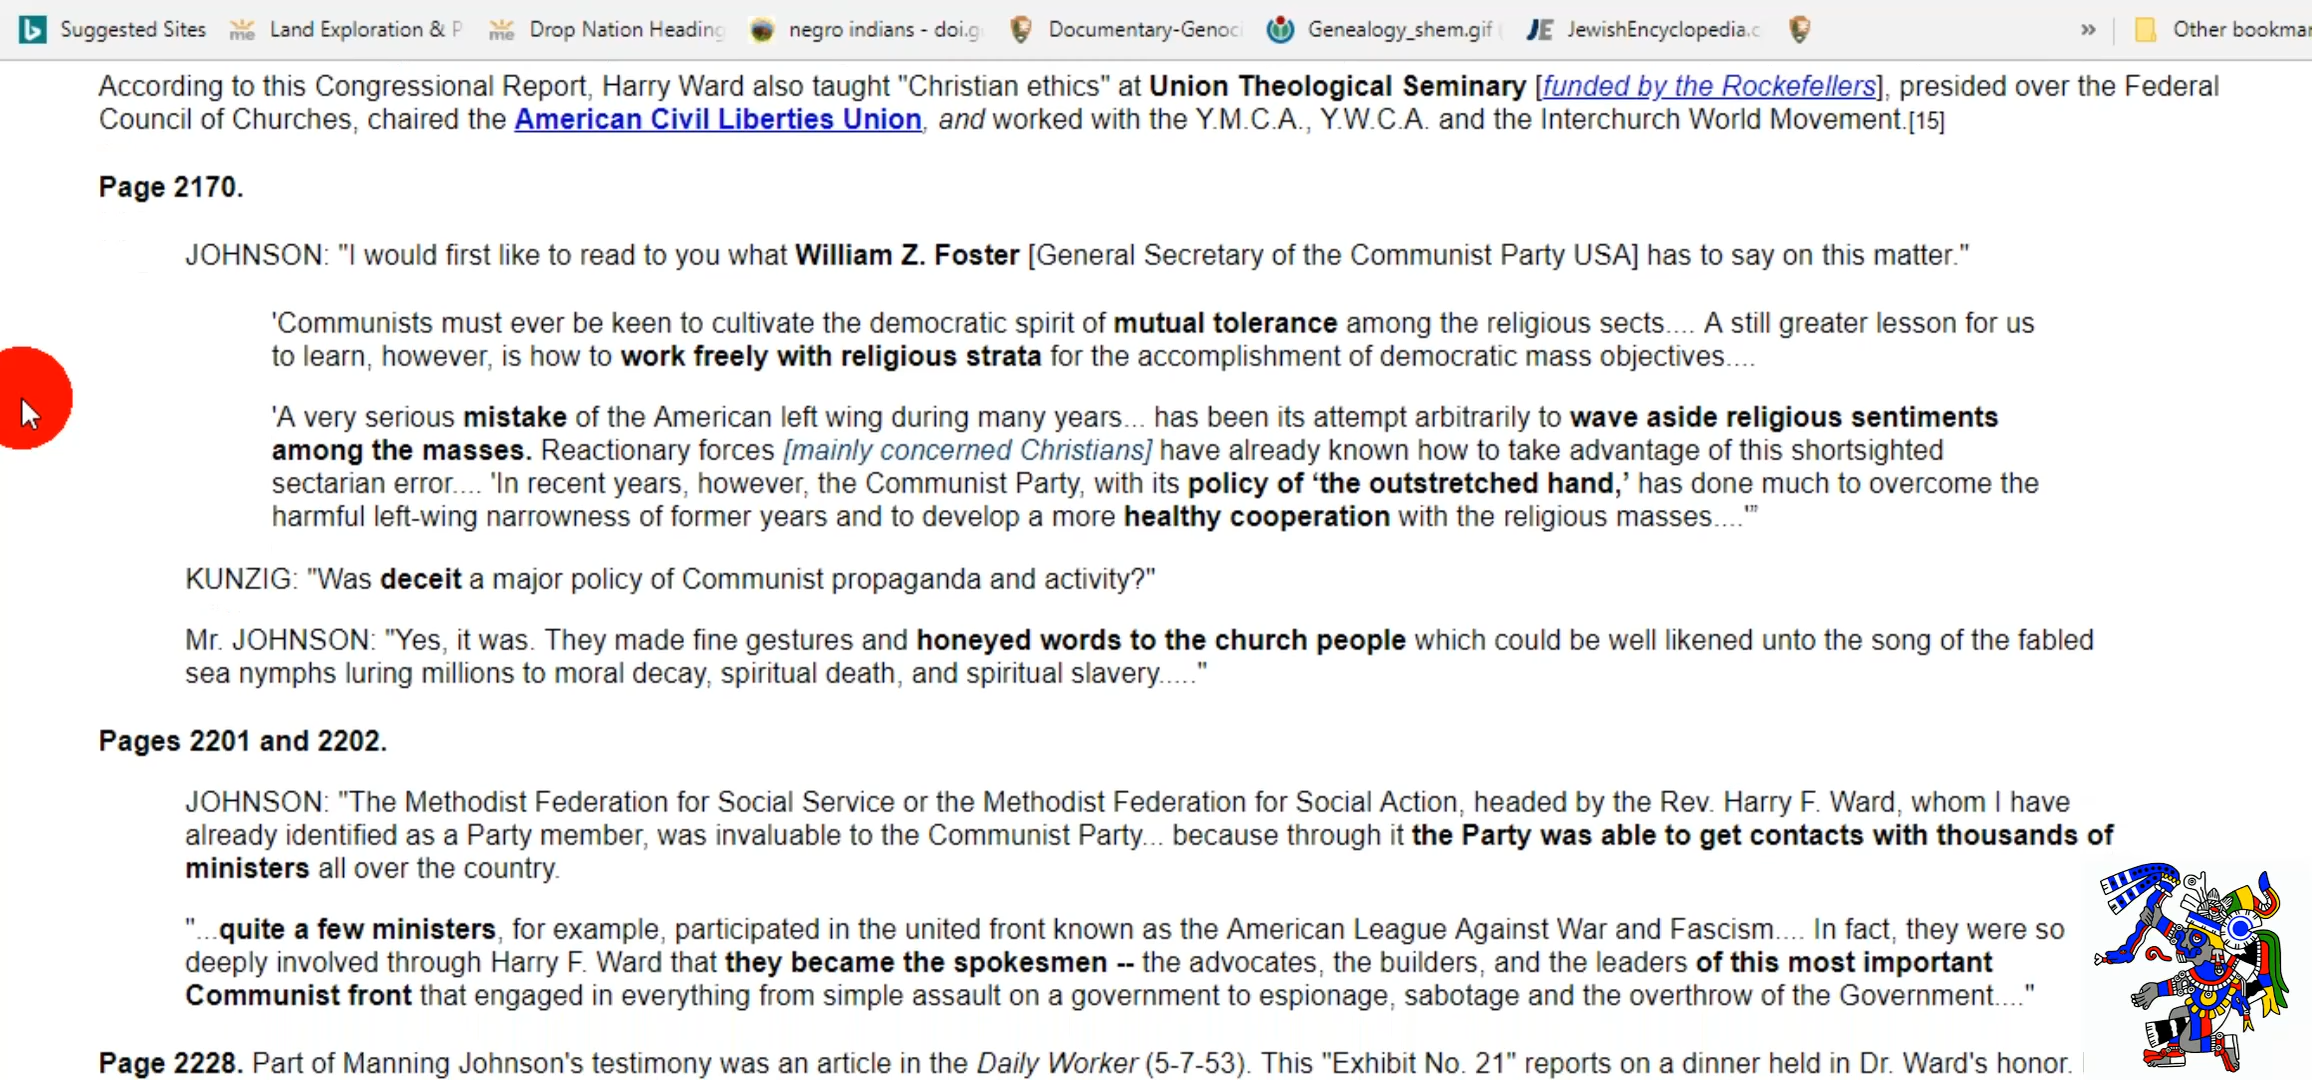 Suggested Sites Land Exploration & P Drop Nation Heading negro indians - doi.g Documentary-Genoc Genealogy_shem.gif JewishEncyclopedia.c » Other bookmar
According to this Congressional Report, Harry Ward also taught "Christian ethics" at Union Theological Seminary [funded by the Rockefellers], presided over the Federal
Council of Churches, chaired the American Civil Liberties Union, and worked with the Y.M.C.A., Y.W.C.A. and the Interchurch World Movement.[15]
Page 2170.
JOHNSON: "I would first like to read to you what William Z. Foster [General Secretary of the Communist Party USA] has to say on this matter."
'Communists must ever be keen to cultivate the democratic spirit of mutual tolerance among the religious sects.... A still greater lesson for us
to learn, however, is how to work freely with religious strata for the accomplishment of democratic mass objectives....
'A very serious mistake of the American left wing during many years... has been its attempt arbitrarily to wave aside religious sentiments
among the masses. Reactionary forces [mainly concerned Christians] have already known how to take advantage of this shortsighted
sectarian error.... 'In recent years, however, the Communist Party, with its policy of ‘the outstretched hand,’ has done much to overcome the
harmful left-wing narrowness of former years and to develop a more healthy cooperation with the religious masses....'”
KUNZIG: "Was deceit a major policy of Communist propaganda and activity?"
Mr. JOHNSON: "Yes, it was. They made fine gestures and honeyed words to the church people which could be well likened unto the song of the fabled
sea nymphs luring millions to moral decay, spiritual death, and spiritual slavery....."
Pages 2201 and 2202.
JOHNSON: "The Methodist Federation for Social Service or the Methodist Federation for Social Action, headed by the Rev. Harry F. Ward, whom I have
already identified as a Party member, was invaluable to the Communist Party... because through it the Party was able to get contacts with thousands of
ministers all over the country.
"...quite a few ministers, for example, participated in the united front known as the American League Against War and Fascism.... In fact, they were so
deeply involved through Harry F. Ward that they became the spokesmen -- the advocates, the builders, and the leaders of this most important
Communist front that engaged in everything from simple assault on a government to espionage, sabotage and the overthrow of the Government...."
Page 2228. Part of Manning Johnson's testimony was an article in the Daily Worker (5-7-53). This "Exhibit No. 21" reports on a dinner held in Dr. Ward's honor.